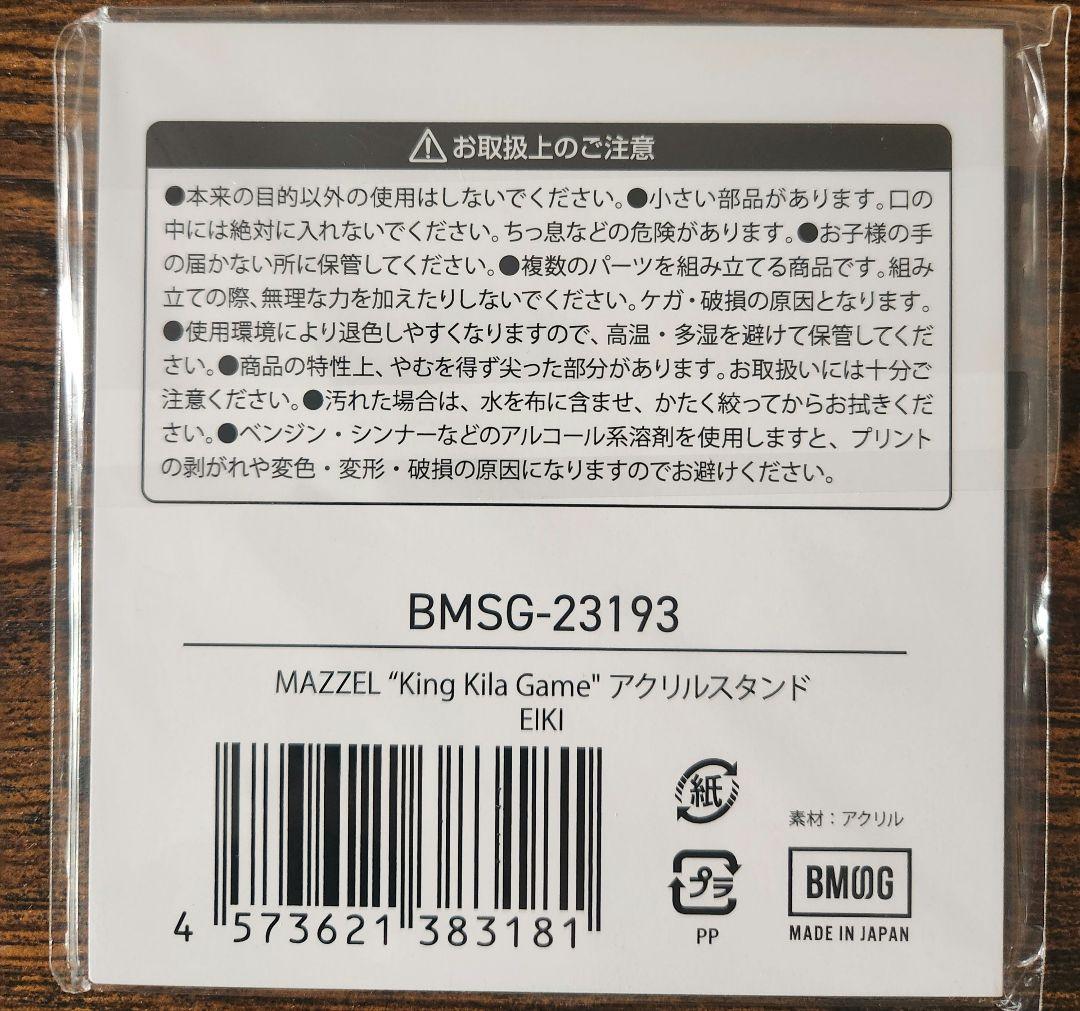 お取扱上のご注意
●本来の目的以外の使用はしないでください。●小さい部品があります。口の
中には絶対に入れないでください。ちっ息などの危険があります。●お子様の手
の届かない所に保管してください。●複数のパーツを組み立てる商品です。組み
立ての際、無理な力を加えたりしないでください。ケガ・破損の原因となります。
●使用環境により退色しやすくなりますので、高温・多湿を避けて保管してくだ
さい。●商品の特性上、やむを得ず尖った部分があります。お取扱いには十分ご
注意ください。●汚れた場合は、水を布に含ませ、かたく絞ってからお拭きくだ
さい。●ベンジン・シンナーなどのアルコール系溶剤を使用しますと、プリント
の剥がれや変色・変形・破損の原因になりますのでお避けください。
BMSG-23193
MAZZEL “King Kila Game" アクリルスタンド
EIKI
4 573621 383181
紙
プラ
PP
素材：アクリル
BMSG
MADE IN JAPAN